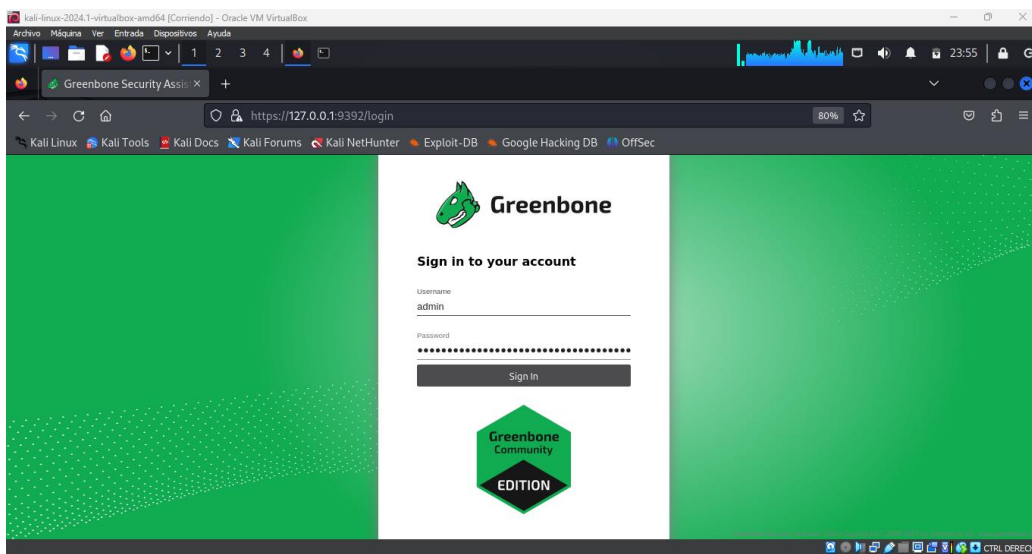 kali-linux-2024.1-virtualbox-amd64 [Corriendo] - Oracle VM VirtualBox
Archivo Máquina Ver Entrada Dispositivos Ayuda
1 2 3 4 23:55
Greenbone Security Assis
https://127.0.0.1:9392/login 80%
Kali Linux Kali Tools Kali Docs Kali Forums Kali NetHunter Exploit-DB Google Hacking DB OffSec
Greenbone
Sign in to your account
Username
admin
Password
••••••••••••••••••••••••••••••••••••
Sign In
Greenbone
Community
EDITION
CTRL DEREC